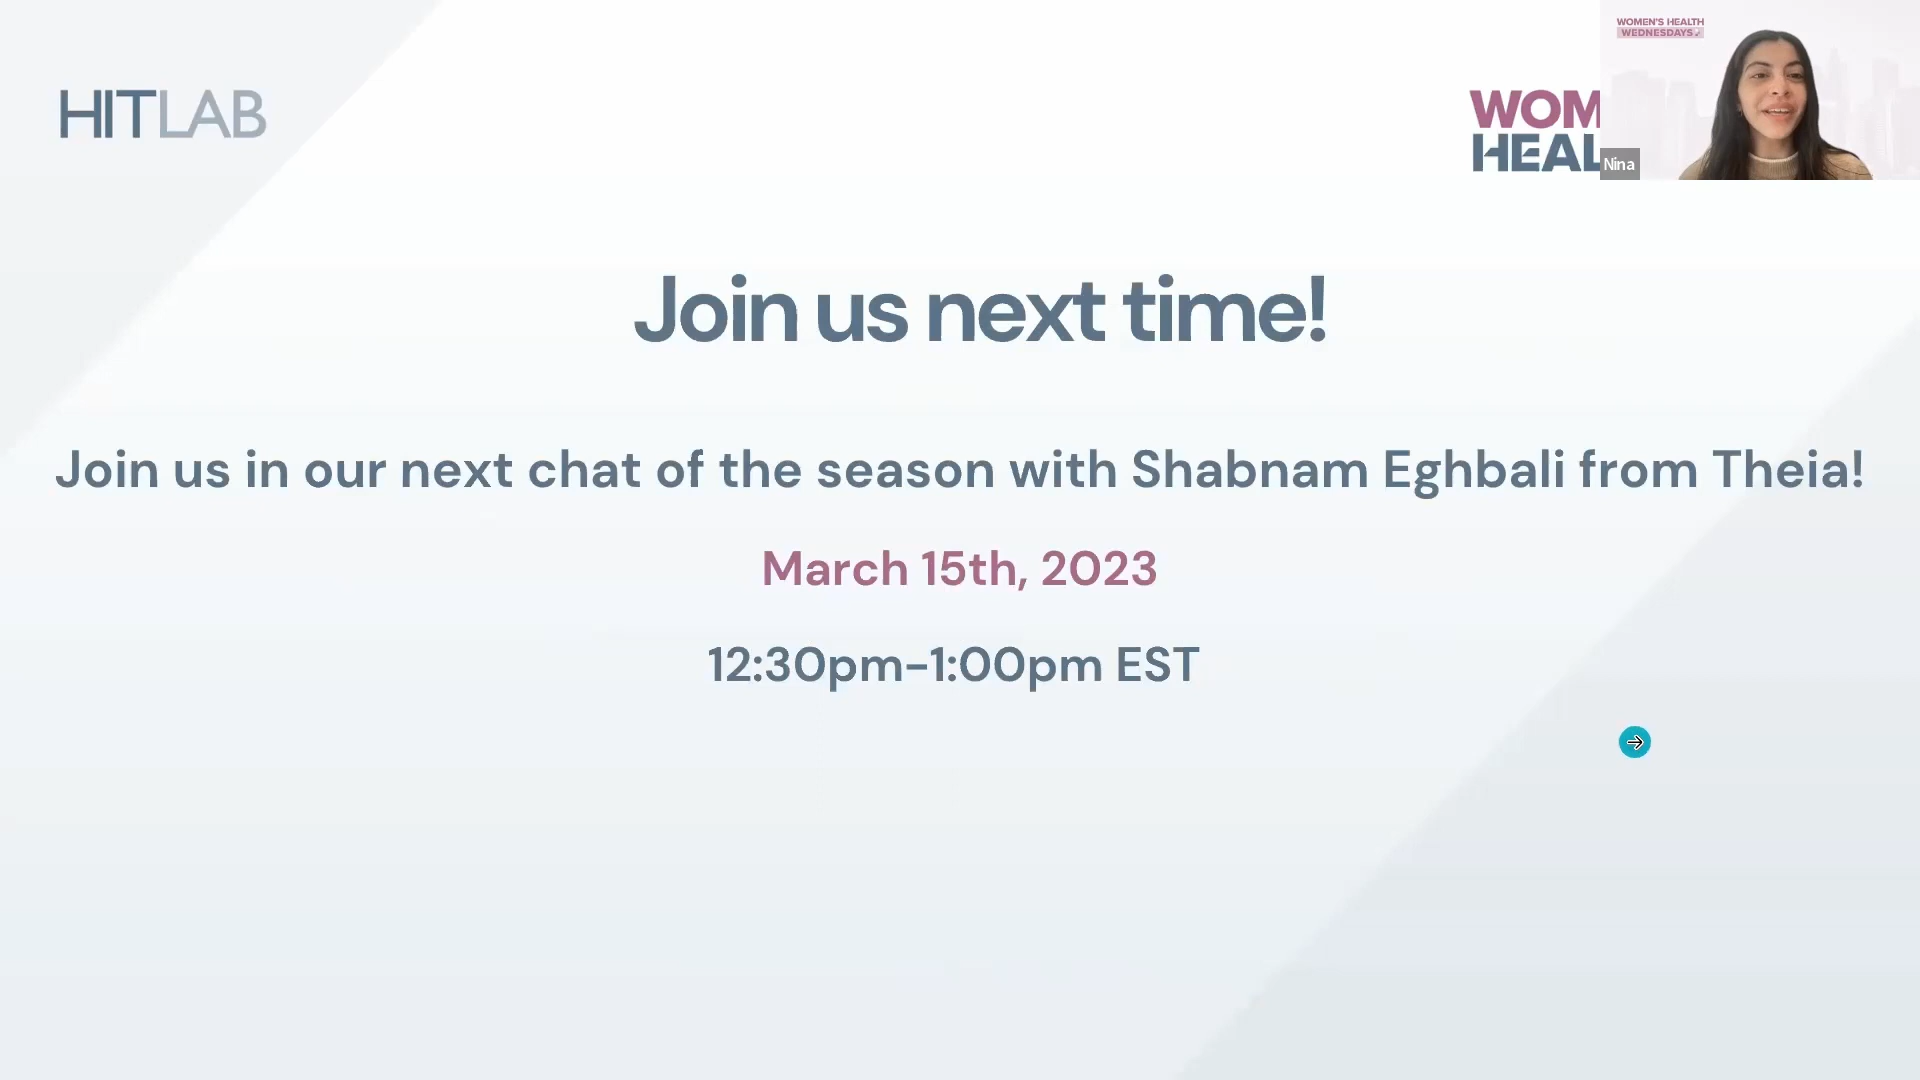 HITLAB
WOM
HEAL
WOMEN'S HEALTH
WEDNESDAYS
Nina
Join us next time!
Join us in our next chat of the season with Shabnam Eghbali from Theia!
March 15th, 2023
12:30pm-1:00pm EST